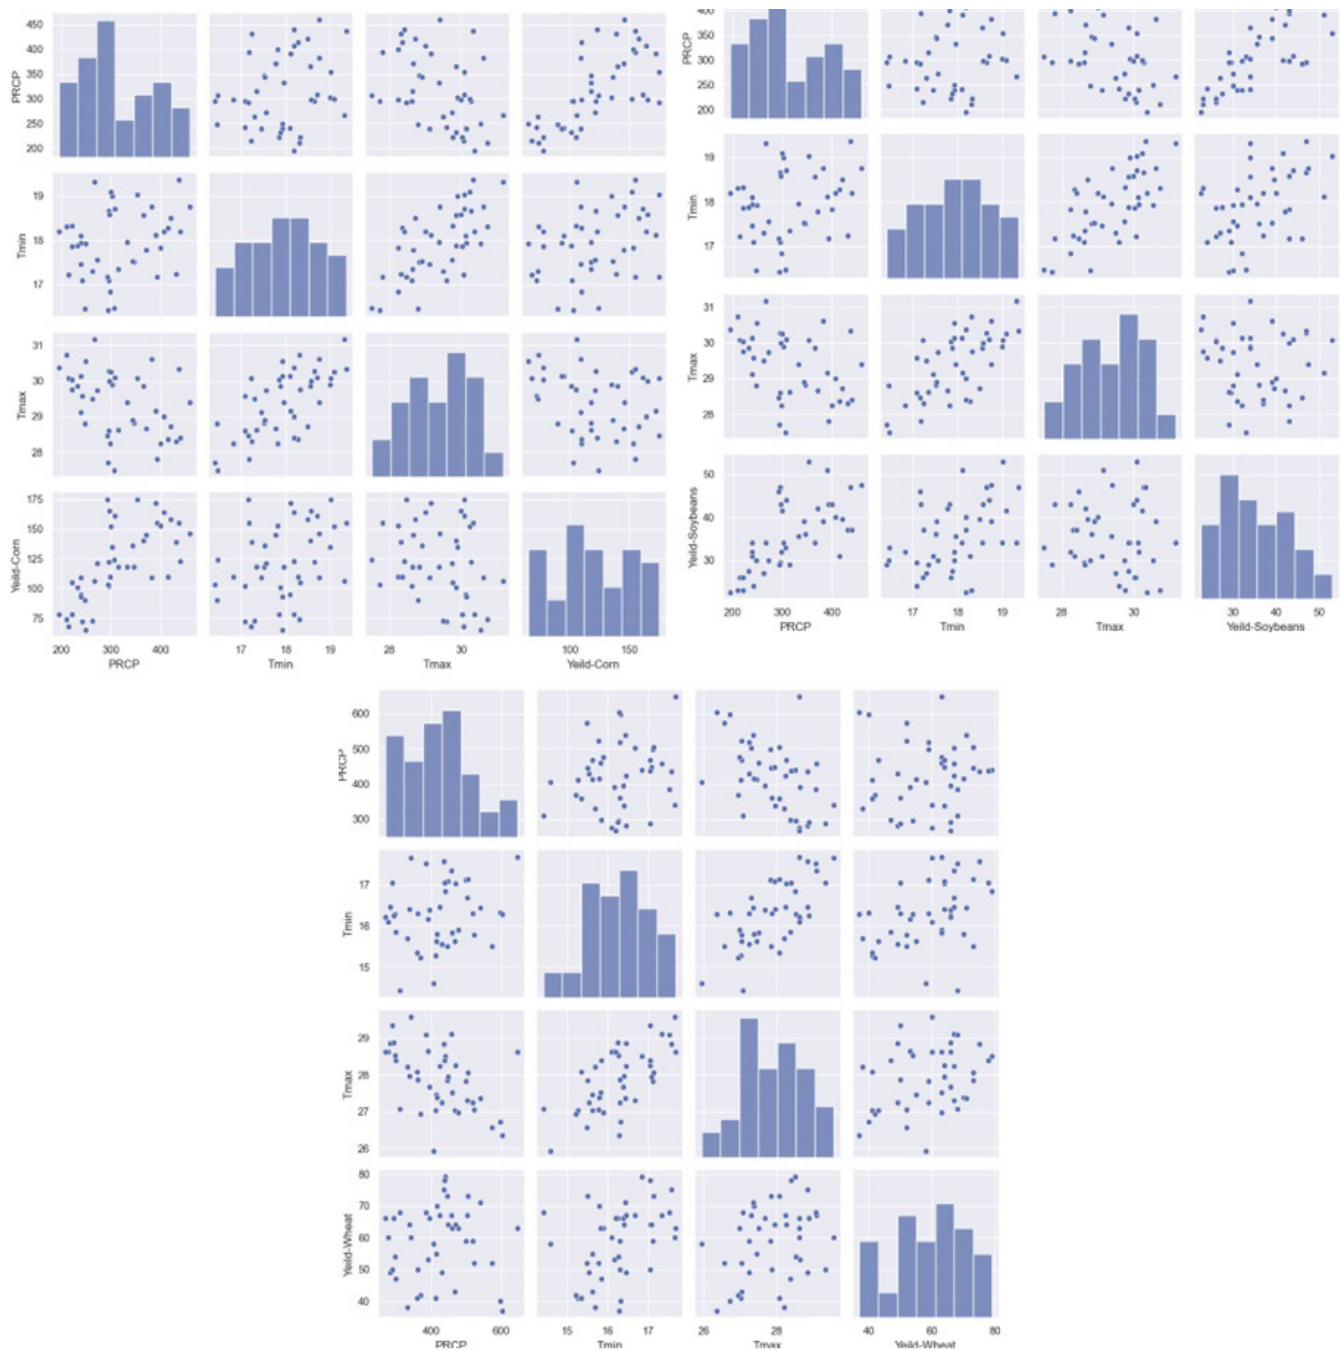 450
400
350
300
250
200
PRCP
19
18
17
Tmin
31
30
29
28
Tmax
175
150
125
100
75
Yeild-Corn
200 300 400
17 18 19
28 30
100 150
PRCP Tmin Tmax Yeild-Corn
400
350
300
250
200
PRCP
19
18
17
Tmin
31
30
29
28
Tmax
50
40
30
Yeild-Soybeans
200 300 400
17 18 19
28 30
30 40 50
PRCP Tmin Tmax Yeild-Soybeans
600
500
400
300
PRCP
17
16
15
Tmin
29
28
27
26
Tmax
80
70
60
50
40
Yeild-Wheat
400 600
15 16 17
26 28
40 60 80
PRCP Tmin Tmax Yeild-Wheat